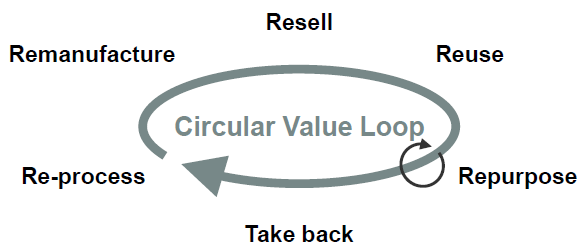 Resell
Remanufacture
Reuse
Circular Value Loop
Re-process
Repurpose
Take back